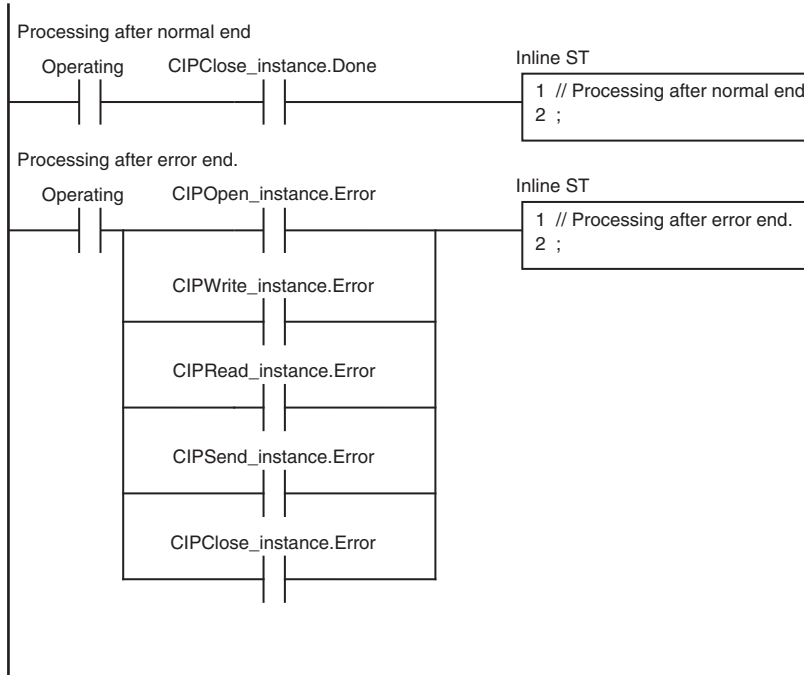 Processing after normal end
Operating
CIPClose_instance.Done
Inline ST
1 // Processing after normal end
2 ;
Processing after error end.
Operating
CIPOpen_instance.Error
Inline ST
1 // Processing after error end.
2 ;
CIPWrite_instance.Error
CIPRead_instance.Error
CIPSend_instance.Error
CIPClose_instance.Error